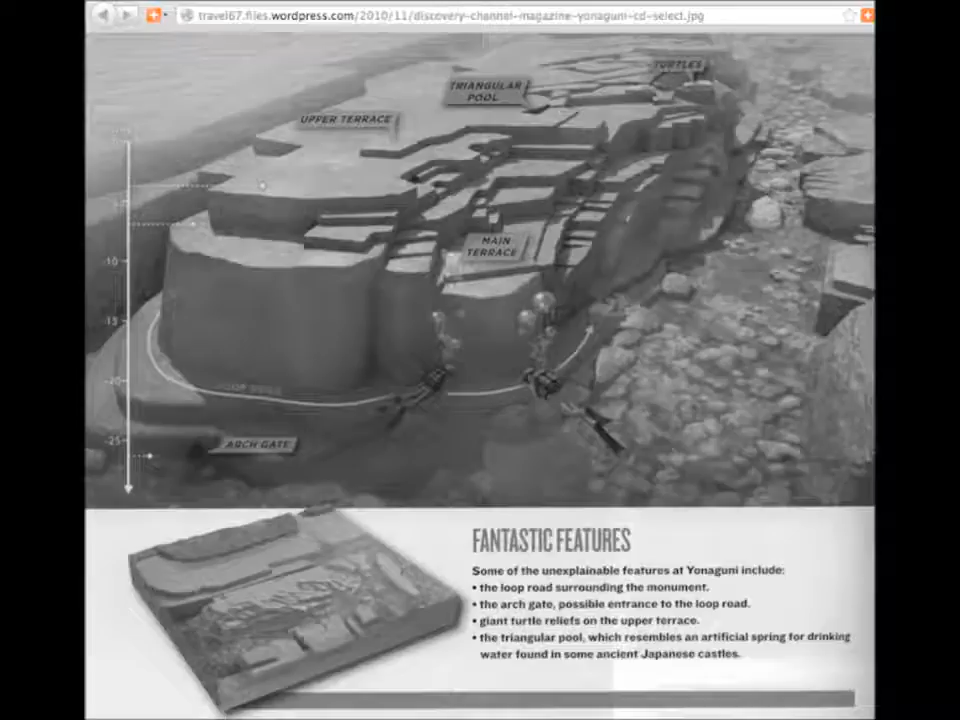 travel67.files.wordpress.com/2010/11/discovery-channel-magazine-yonaguni-cd-select.jpg
TURTLES
TRIANGULAR
POOL
UPPER TERRACE
MAIN
TERRACE
-10
-15
-20
LOOP ROAD
-25
ARCH GATE
FANTASTIC FEATURES
Some of the unexplainable features at Yonaguni include:
• the loop road surrounding the monument.
• the arch gate, possible entrance to the loop road.
• giant turtle reliefs on the upper terrace.
• the triangular pool, which resembles an artificial spring for drinking
water found in some ancient Japanese castles.